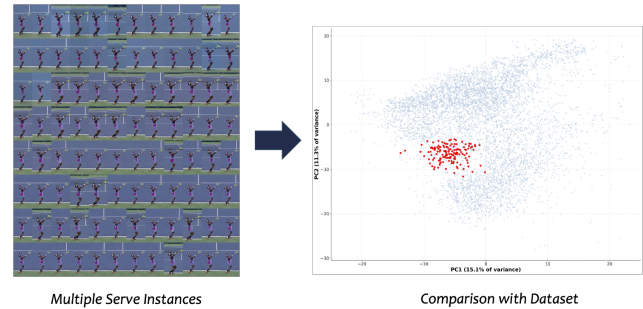 20
10
0
−10
−20
−30
−20
−10
0
10
20
PC2 (11.3% of variance)
PC1 (15.1% of variance)
Multiple Serve Instances
Comparison with Dataset